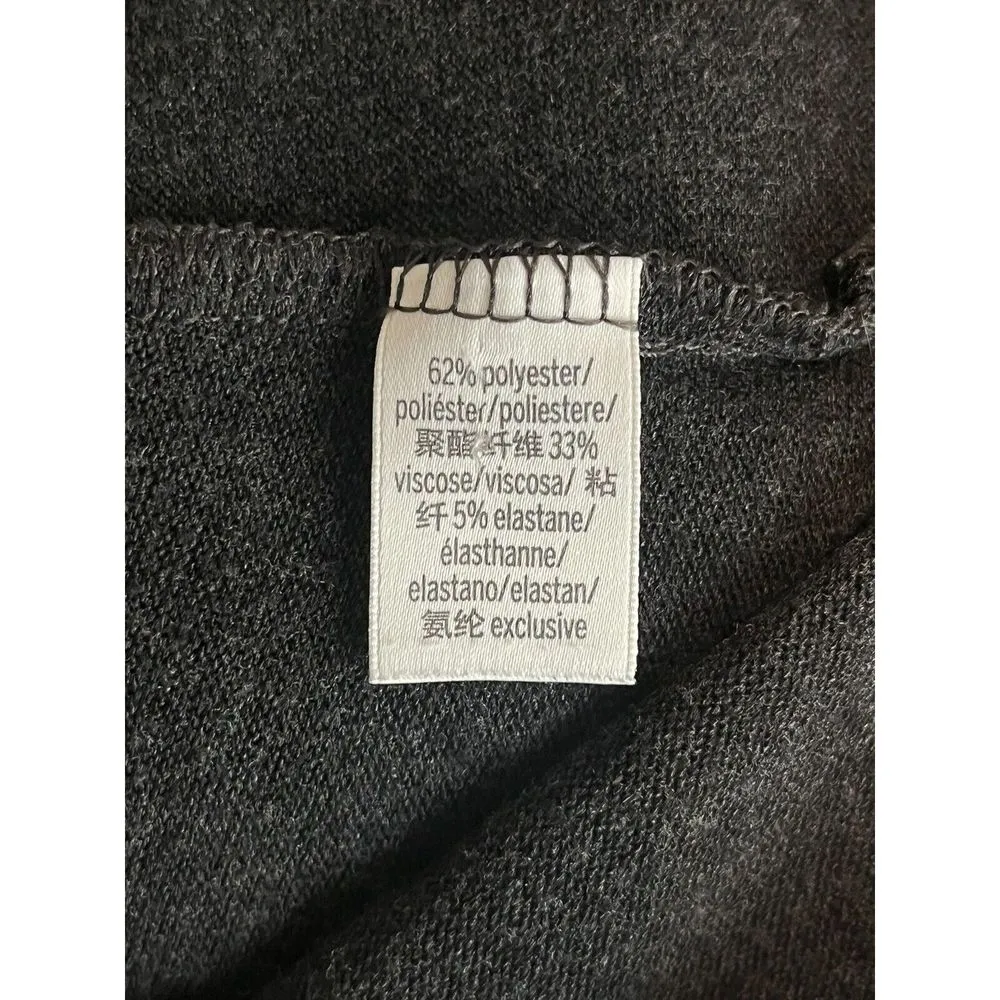 62% polyester/
poliéster/poliestere/
聚酯纤维 33%
viscose/viscosa/ 粘
纤 5% elastane/
élasthanne/
elastano/elastan/
氨纶 exclusive